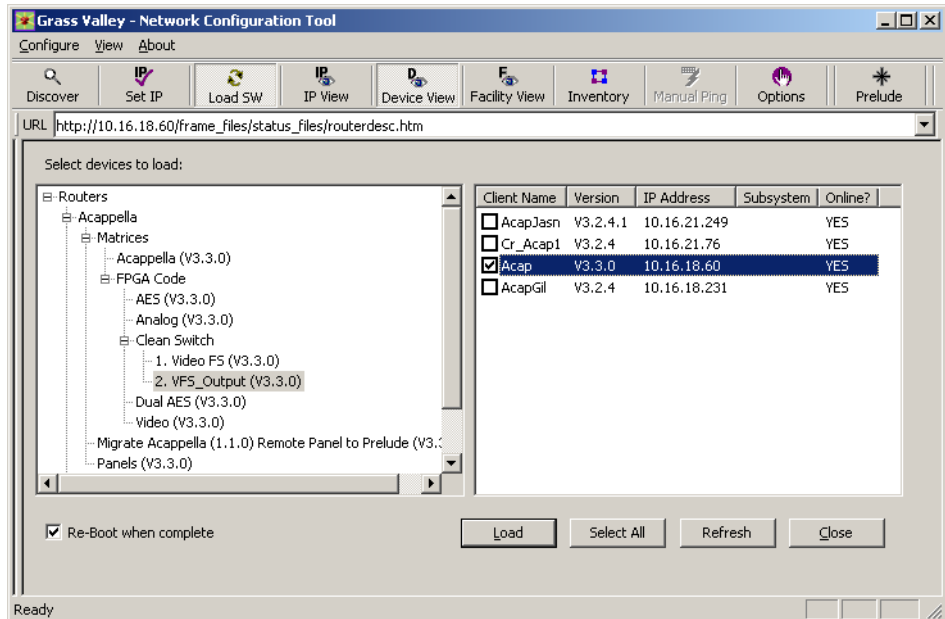 Grass Valley - Network Configuration Tool
Configure View About
Discover Set IP Load SW IP View Device View Facility View Inventory Manual Ping Options Prelude
URL http://10.16.18.60/frame_files/status_files/routerdesc.htm
Select devices to load:
Routers
Acappella
Matrices
Acappella (V3.3.0)
FPGA Code
AES (V3.3.0)
Analog (V3.3.0)
Clean Switch
1. Video FS (V3.3.0)
2. VFS_Output (V3.3.0)
Dual AES (V3.3.0)
Video (V3.3.0)
Migrate Acappella (1.1.0) Remote Panel to Prelude (V3.:
Panels (V3.3.0)
Client Name Version IP Address Subsystem Online?
AcapJasn V3.2.4.1 10.16.21.249 YES
Cr_Acap1 V3.2.4 10.16.21.76 YES
Acap V3.3.0 10.16.18.60 YES
AcapGil V3.2.4 10.16.18.231 YES
Re-Boot when complete
Load Select All Refresh Close
Ready